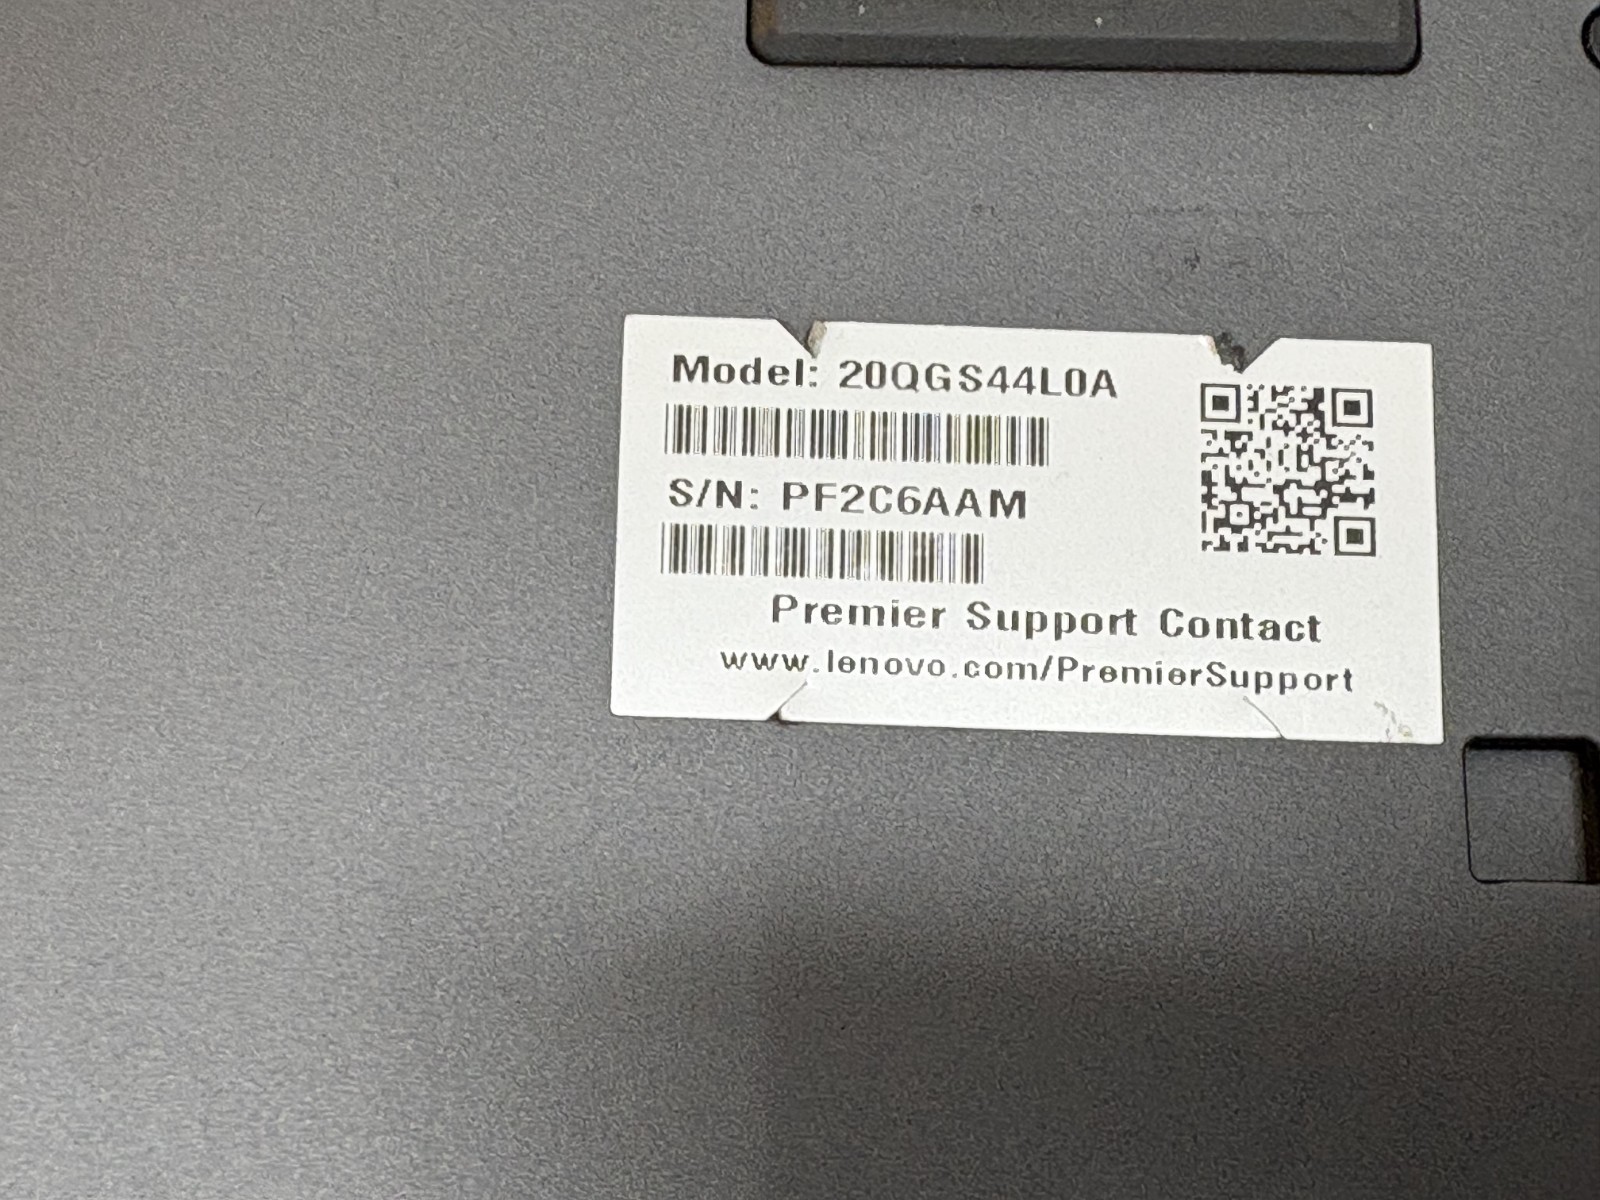 Model: 20QGS44L0A
S/N: PF2C6AAM
Premier Support Contact
www.lenovo.com/PremierSupport